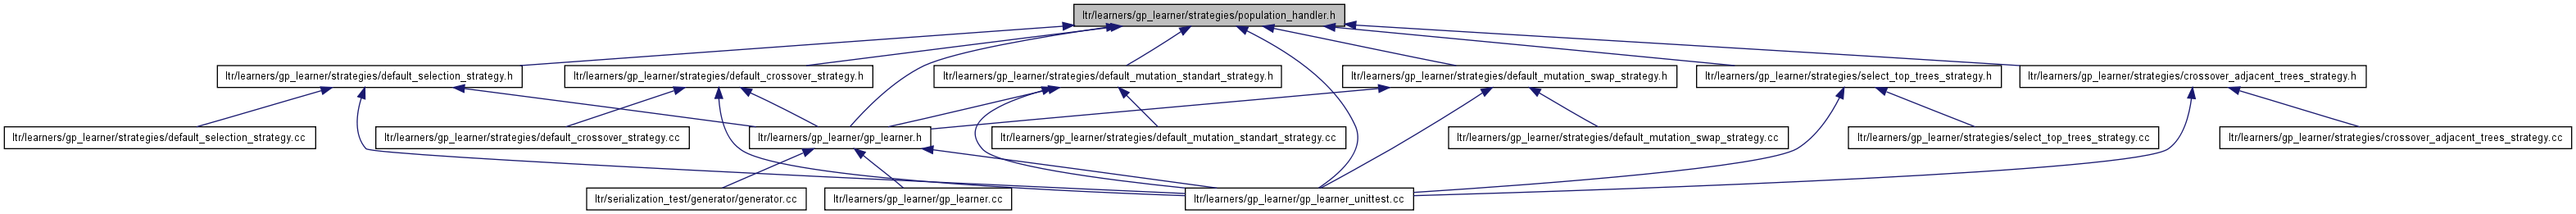 ltr/learners/gp_learner/strategies/population_handler.h
ltr/learners/gp_learner/strategies/default_selection_strategy.h
ltr/learners/gp_learner/strategies/default_crossover_strategy.h
ltr/learners/gp_learner/strategies/default_mutation_standart_strategy.h
ltr/learners/gp_learner/strategies/default_mutation_swap_strategy.h
ltr/learners/gp_learner/strategies/select_top_trees_strategy.h
ltr/learners/gp_learner/strategies/crossover_adjacent_trees_strategy.h
ltr/learners/gp_learner/strategies/default_selection_strategy.cc
ltr/learners/gp_learner/strategies/default_crossover_strategy.cc
ltr/learners/gp_learner/gp_learner.h
ltr/learners/gp_learner/strategies/default_mutation_standart_strategy.cc
ltr/learners/gp_learner/strategies/default_mutation_swap_strategy.cc
ltr/learners/gp_learner/strategies/select_top_trees_strategy.cc
ltr/learners/gp_learner/strategies/crossover_adjacent_trees_strategy.cc
ltr/serialization_test/generator/generator.cc
ltr/learners/gp_learner/gp_learner.cc
ltr/learners/gp_learner/gp_learner_unittest.cc